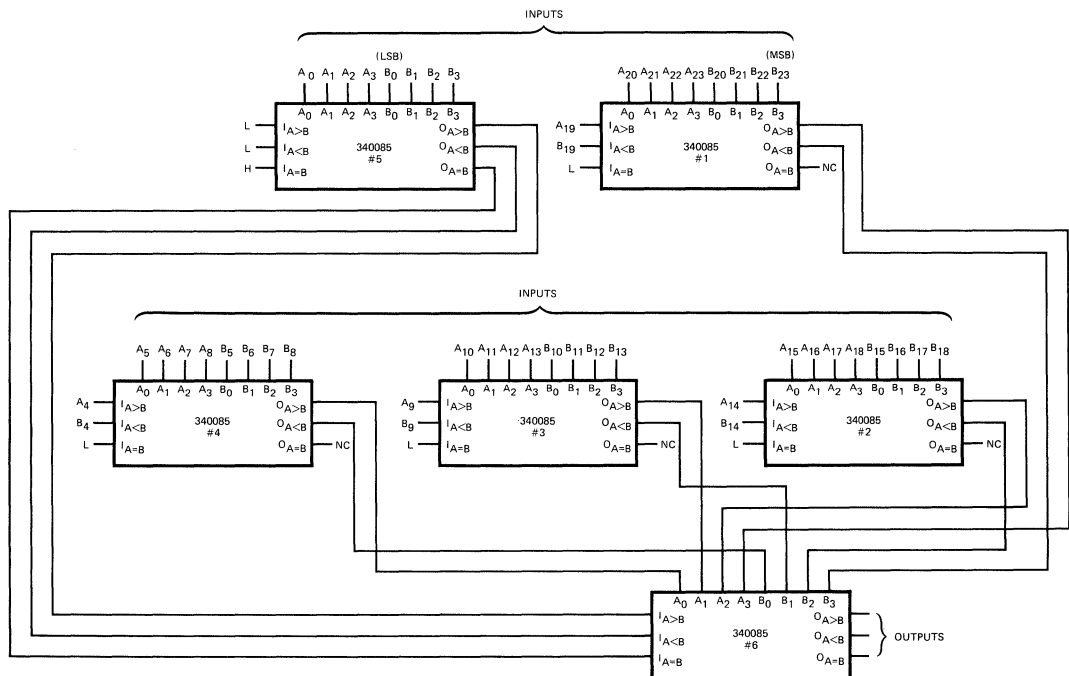 INPUTS
(LSB) (MSB)
A0 A1 A2 A3 B0 B1 B2 B3
A20 A21 A22 A23 B20 B21 B22 B23
A0 A1 A2 A3 B0 B1 B2 B3
L IA>B OA>B
L IA<B 340085 OA<B
H IA=B #5 OA=B
A0 A1 A2 A3 B0 B1 B2 B3
A19 IA>B OA>B
B19 IA<B 340085 OA<B
L IA=B #1 OA=B NC
INPUTS
A5 A6 A7 A8 B5 B6 B7 B8
A0 A1 A2 A3 B0 B1 B2 B3
A4 IA>B OA>B
B4 IA<B 340085 OA<B
L IA=B #4 OA=B NC
A10 A11 A12 A13 B10 B11 B12 B13
A0 A1 A2 A3 B0 B1 B2 B3
A9 IA>B OA>B
B9 IA<B 340085 OA<B
L IA=B #3 OA=B NC
A15 A16 A17 A18 B15 B16 B17 B18
A0 A1 A2 A3 B0 B1 B2 B3
A14 IA>B OA>B
B14 IA<B 340085 OA<B
L IA=B #2 OA=B NC
A0 A1 A2 A3 B0 B1 B2 B3
IA>B OA>B
IA<B 340085 OA<B OUTPUTS
IA=B #6 OA=B